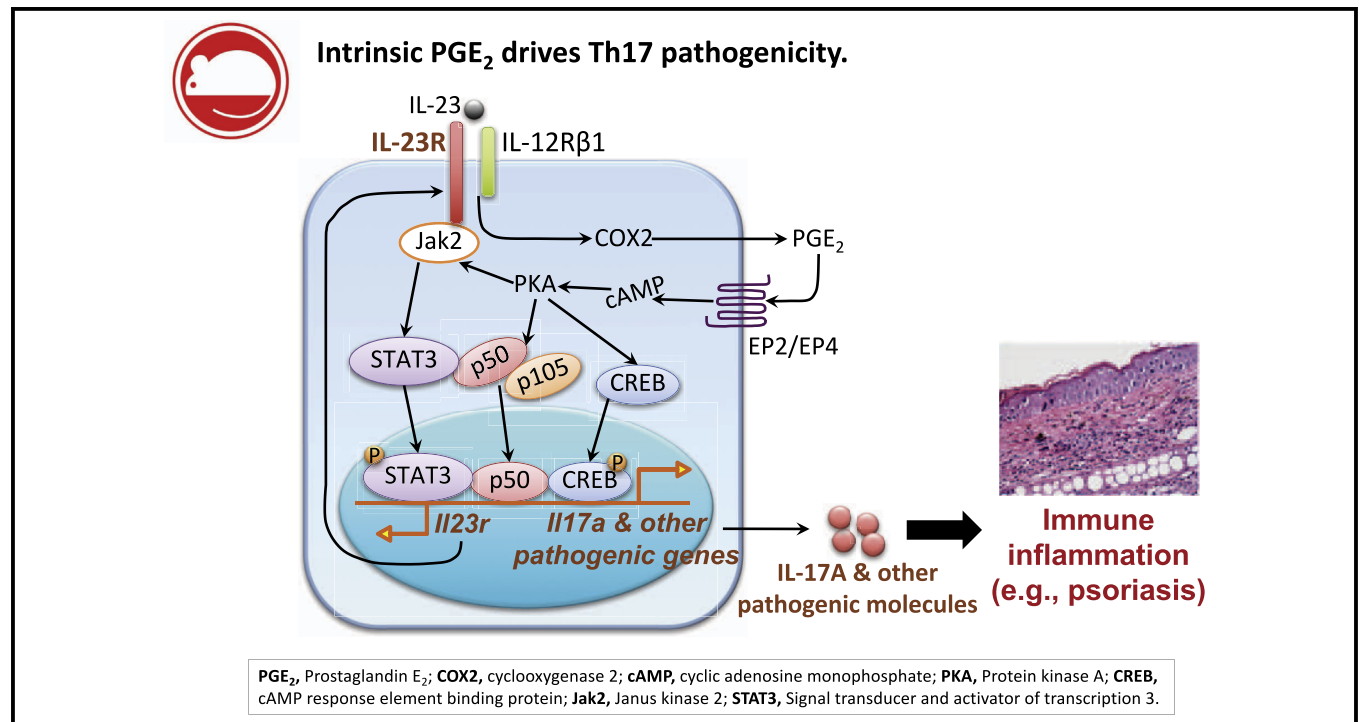 Intrinsic PGE₂ drives Th17 pathogenicity.
IL-23
IL-23R
IL-12Rβ1
Jak2
COX2
PGE₂
PKA
cAMP
EP2/EP4
STAT3
p50
p105
CREB
P
STAT3
p50
CREB
P
Il23r
Il17a & other
pathogenic genes
IL-17A & other
pathogenic molecules
Immune
inflammation
(e.g., psoriasis)
PGE₂, Prostaglandin E₂; COX2, cyclooxygenase 2; cAMP, cyclic adenosine monophosphate; PKA, Protein kinase A; CREB,
cAMP response element binding protein; Jak2, Janus kinase 2; STAT3, Signal transducer and activator of transcription 3.